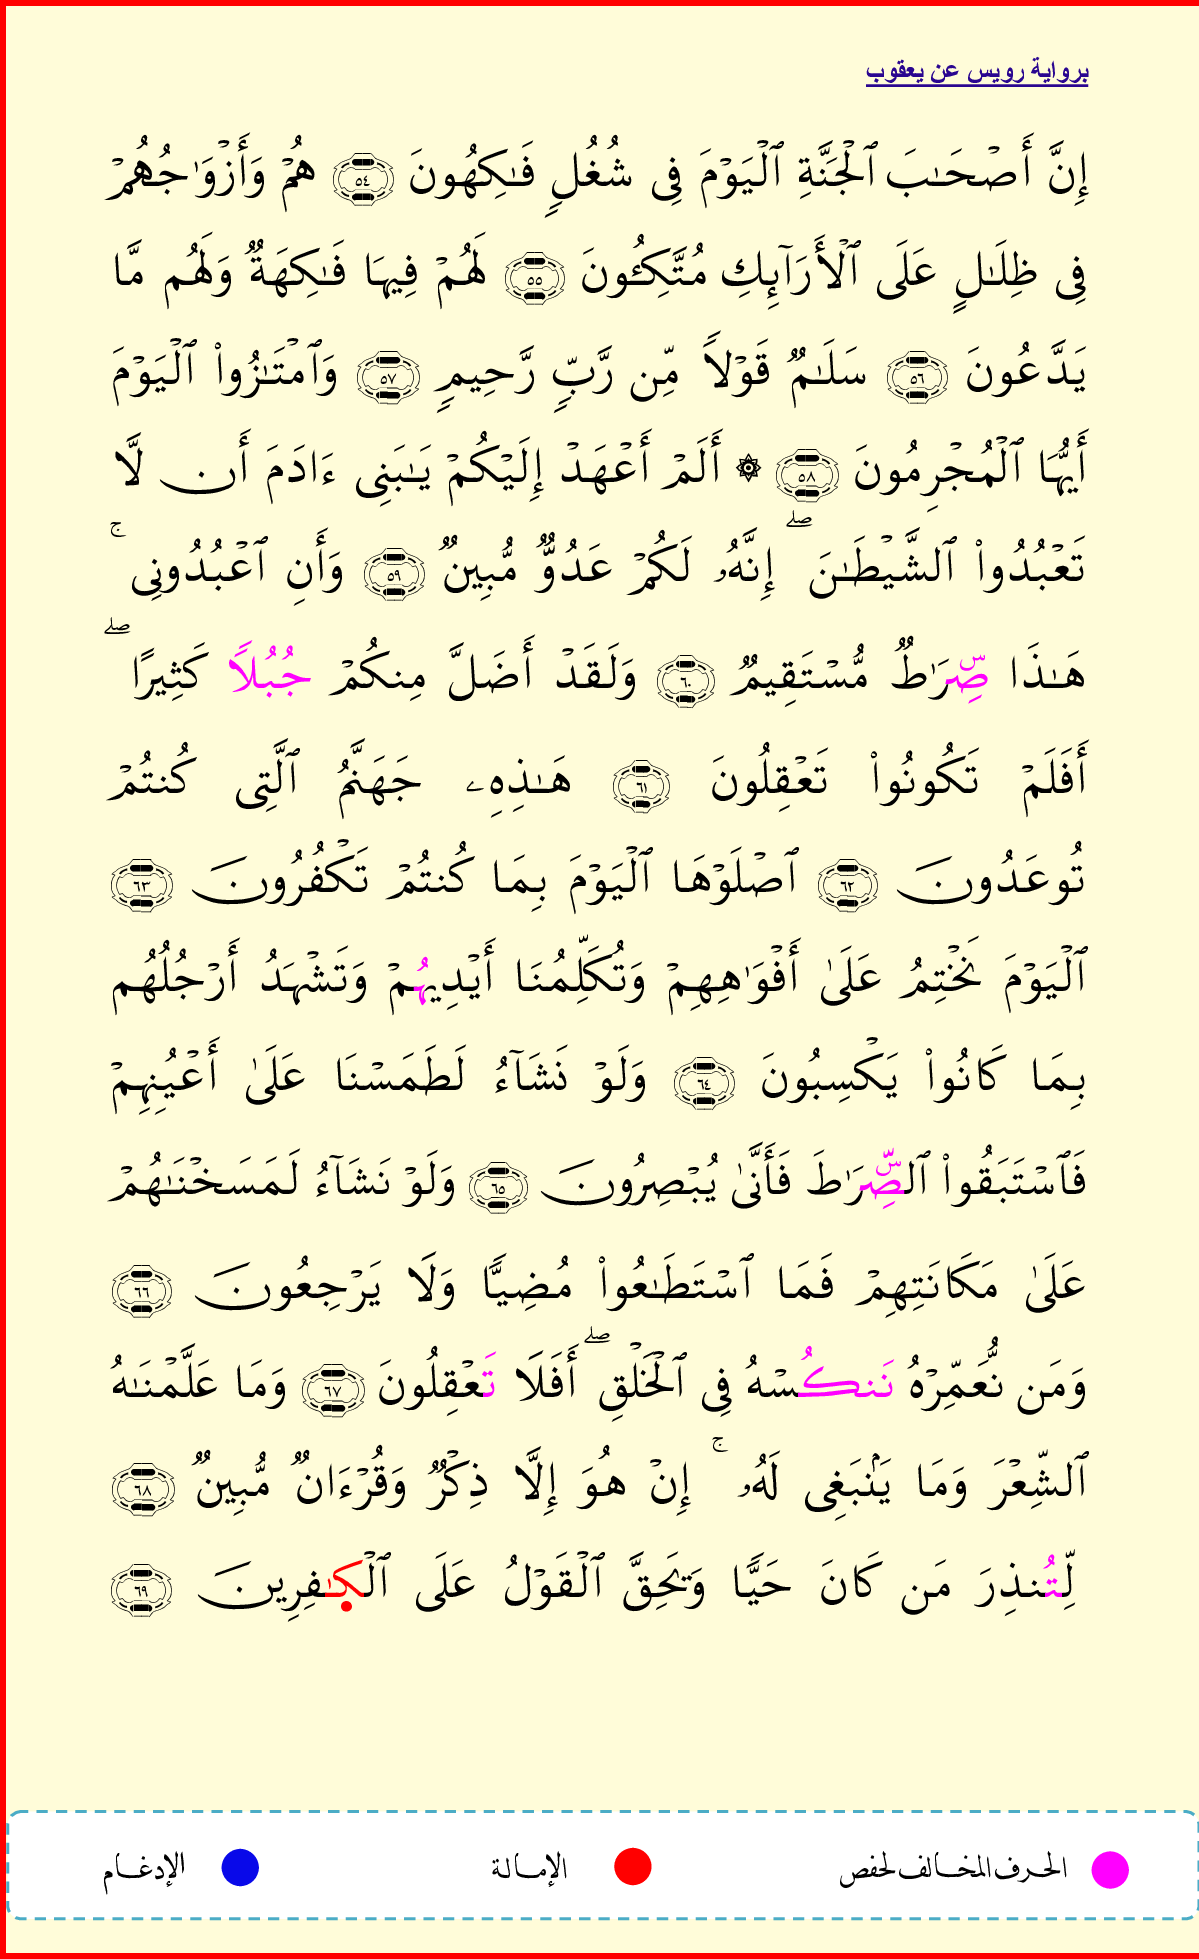 برواية رويس عن يعقوب
إِنَّ أَصْحَـٰبَ ٱلْجَنَّةِ ٱلْيَوْمَ فِى شُغُلٍ فَـٰكِهُونَ ٥٤ هُمْ وَأَزْوَٰجُهُمْ
فِى ظِلَـٰلٍ عَلَى ٱلْأَرَآئِكِ مُتَّكِـُٔونَ ٥٥ لَهُمْ فِيهَا فَـٰكِهَةٌ وَلَهُم مَّا
يَدَّعُونَ ٥٦ سَلَـٰمٌ قَوْلًا مِّن رَّبٍّ رَّحِيمٍ ٥٧ وَٱمْتَـٰزُوا۟ ٱلْيَوْمَ
أَيُّهَا ٱلْمُجْرِمُونَ ٥٨ ۞ أَلَمْ أَعْهَدْ إِلَيْكُمْ يَـٰبَنِى ءَادَمَ أَن لَّا
تَعْبُدُوا۟ ٱلشَّيْطَـٰنَ ۖ إِنَّهُۥ لَكُمْ عَدُوٌّ مُّبِينٌ ٥٩ وَأَنِ ٱعْبُدُونِى ۚ
هَـٰذَا صِۜرَٰطٌ مُّسْتَقِيمٌ ٦٠ وَلَقَدْ أَضَلَّ مِنكُمْ جُبُلًا كَثِيرًا ۖ
أَفَلَمْ تَكُونُوا۟ تَعْقِلُونَ ٦١ هَـٰذِهِۦ جَهَنَّمُ ٱلَّتِى كُنتُمْ
تُوعَدُونَ ٦٢ ٱصْلَوْهَا ٱلْيَوْمَ بِمَا كُنتُمْ تَكْفُرُونَ ٦٣
ٱلْيَوْمَ نَخْتِمُ عَلَىٰ أَفْوَٰهِهِمْ وَتُكَلِّمُنَا أَيْدِيهُمْ وَتَشْهَدُ أَرْجُلُهُم
بِمَا كَانُوا۟ يَكْسِبُونَ ٦٤ وَلَوْ نَشَآءُ لَطَمَسْنَا عَلَىٰ أَعْيُنِهِمْ
فَٱسْتَبَقُوا۟ ٱلصِّۜرَٰطَ فَأَنَّىٰ يُبْصِرُونَ ٦٥ وَلَوْ نَشَآءُ لَمَسَخْنَـٰهُمْ
عَلَىٰ مَكَانَتِهِمْ فَمَا ٱسْتَطَـٰعُوا۟ مُضِيًّا وَلَا يَرْجِعُونَ ٦٦
وَمَن نُّعَمِّرْهُ نَنكُسْهُ فِى ٱلْخَلْقِ ۖ أَفَلَا تَعْقِلُونَ ٦٧ وَمَا عَلَّمْنَـٰهُ
ٱلشِّعْرَ وَمَا يَنۢبَغِى لَهُۥ ۚ إِنْ هُوَ إِلَّا ذِكْرٌ وَقُرْءَانٌ مُّبِينٌ ٦٨
لِّتُنذِرَ مَن كَانَ حَيًّا وَيَحِقَّ ٱلْقَوْلُ عَلَى ٱلْكَـٰفِرِينَ ٦٩
الحرف المخالف لحفص
الإمالة
الإدغام